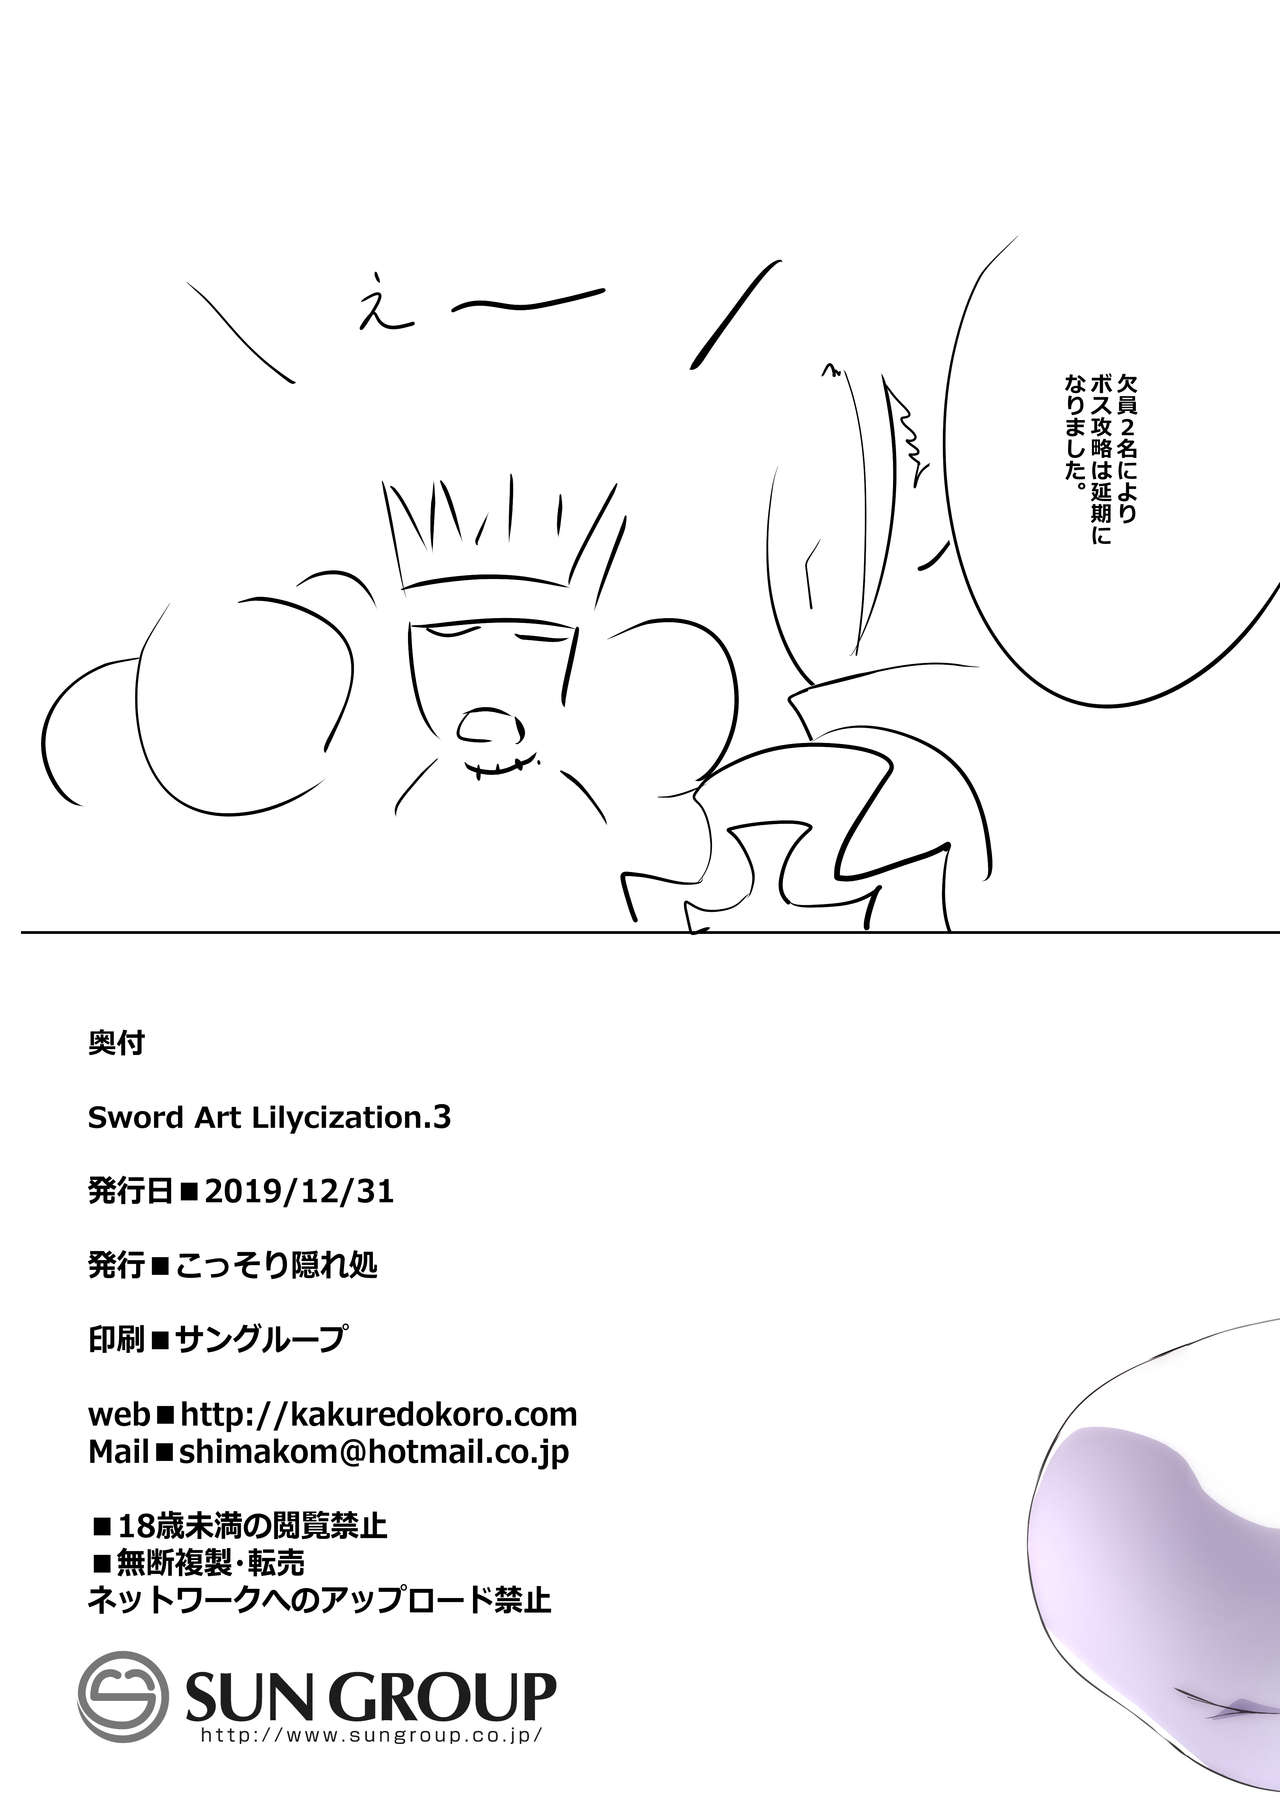 欠員2名により
ボス攻略は延期に
なりました。
え〜
奥付
Sword Art Lilycization.3
発行日■2019/12/31
発行■こっそり隠れ処
印刷■サングループ
web■http://kakuredokoro.com
Mail■shimakom@hotmail.co.jp
■18歳未満の閲覧禁止
■無断複製・転売
ネットワークへのアップロード禁止
SUN GROUP
http://www.sungroup.co.jp/